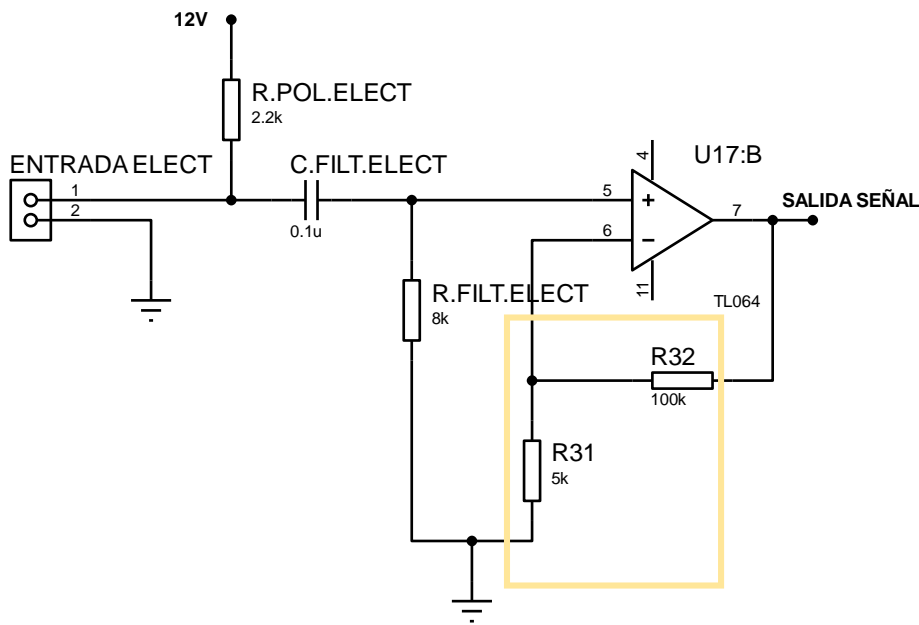 12V
R.POL.ELECT
2.2k
ENTRADA ELECT
C.FILT.ELECT
1
2
0.1u
4
U17:B
5
6
7
SALIDA SEÑAL
11
TL064
R.FILT.ELECT
8k
R32
100k
R31
5k